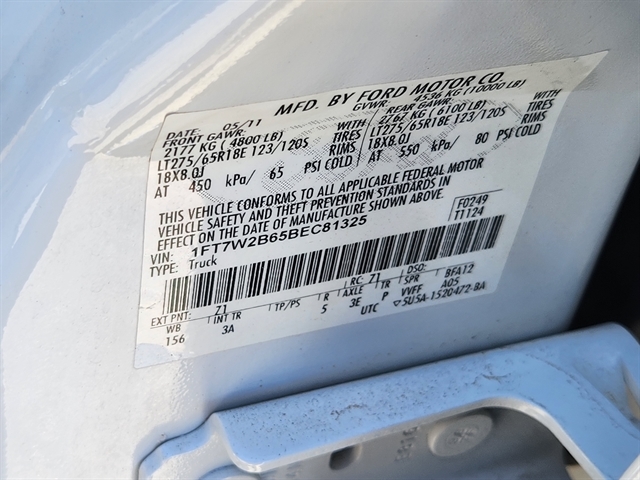 MFD. BY FORD MOTOR CO.
DATE: 05/11 GVWR: 4536 KG (10000 LB)
FRONT GAWR: REAR GAWR:
2177 KG (4800 LB) 2767 KG (6100 LB)
LT275/65R18E 123/120S TIRES LT275/65R18E 123/120S TIRES
18X8.0J RIMS 18X8.0J RIMS
AT 450 kPa/ 65 PSI COLD AT 550 kPa/ 80 PSI COLD
THIS VEHICLE CONFORMS TO ALL APPLICABLE FEDERAL MOTOR
VEHICLE SAFETY AND THEFT PREVENTION STANDARDS IN
EFFECT ON THE DATE OF MANUFACTURE SHOWN ABOVE.
F0249
T1124
VIN: 1FT7W2B65BEC81325
TYPE: Truck
EXT PNT: Z1 RC: Z1 DSO:
WB INT TR TP/PS R AXLE TR SPR BFA12
156 3A 5 3E P VVFF A05
UTC ▽5U5A-1520472-BA